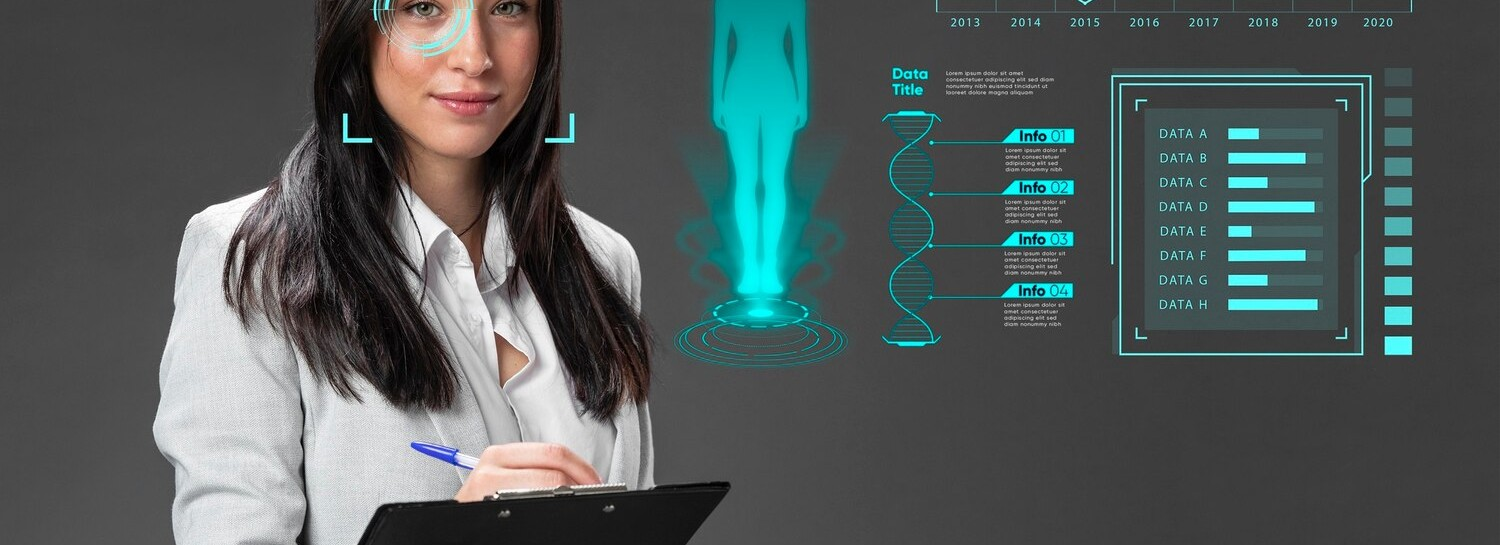 2013 2014 2015 2016 2017 2018 2019 2020
Data
Title
Lorem ipsum dolor sit amet
consectetuer adipiscing elit sed diam
nonummy nibh euismod tincidunt ut
laoreet dolore magna aliquam
Info 01
Lorem ipsum dolor sit
amet consectetuer
adipiscing elit sed
diam nonummy nibh
Info 02
Lorem ipsum dolor sit
amet consectetuer
adipiscing elit sed
diam nonummy nibh
Info 03
Lorem ipsum dolor sit
amet consectetuer
adipiscing elit sed
diam nonummy nibh
Info 04
Lorem ipsum dolor sit
amet consectetuer
adipiscing elit sed
diam nonummy nibh
DATA A
DATA B
DATA C
DATA D
DATA E
DATA F
DATA G
DATA H